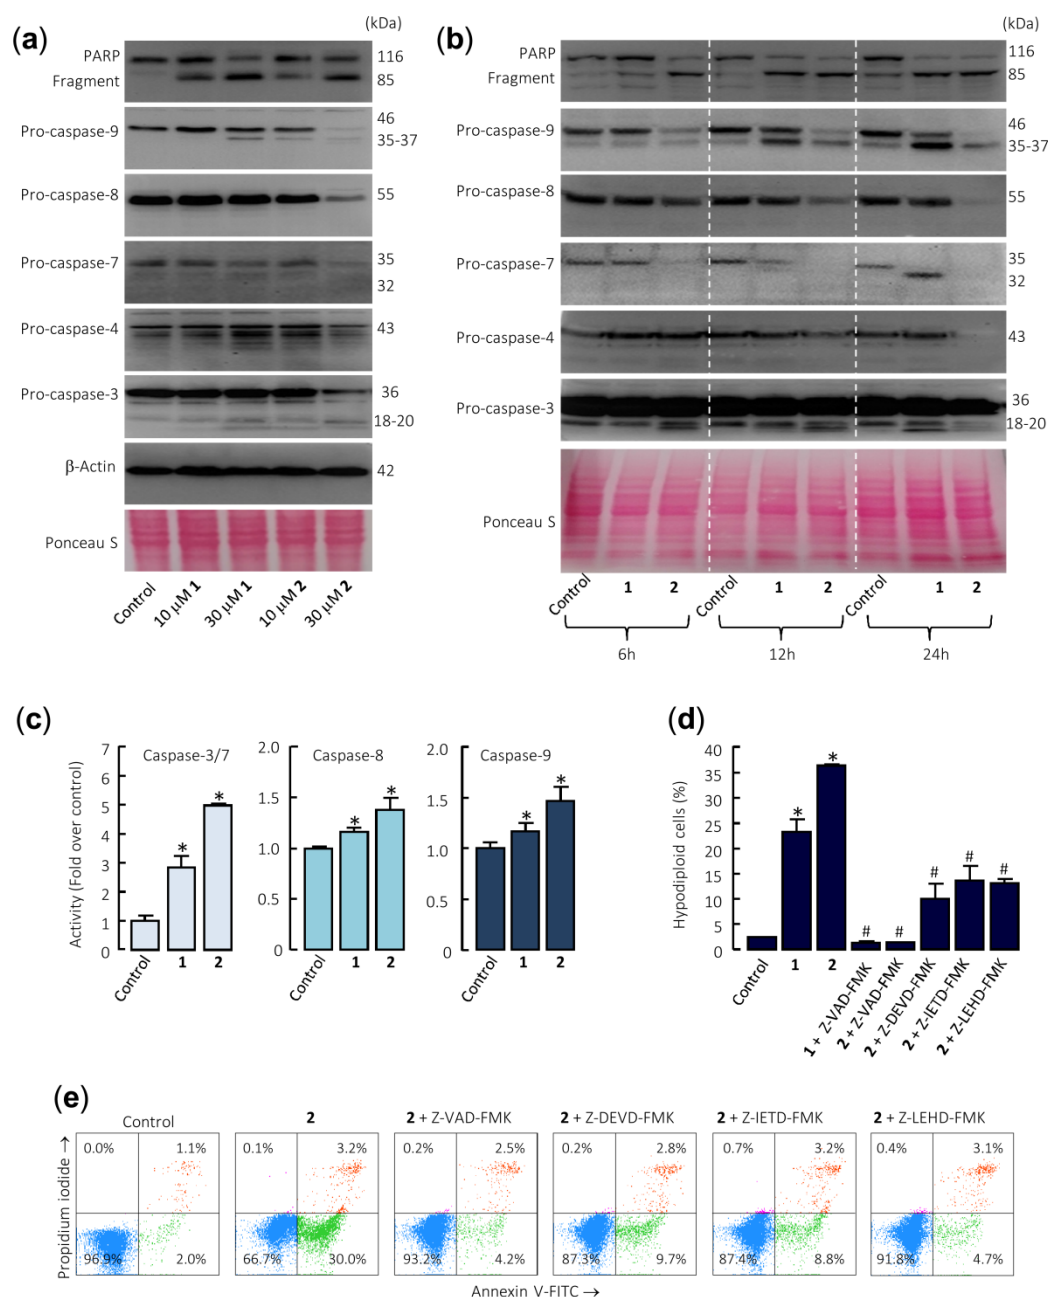 (a)
(kDa)
PARP
116
Fragment
85
Pro-caspase-9
46
35-37
Pro-caspase-8
55
Pro-caspase-7
35
32
Pro-caspase-4
43
Pro-caspase-3
36
18-20
β-Actin
42
Ponceau S
Control
10 μM 1
30 μM 1
10 μM 2
30 μM 2
(b)
(kDa)
PARP
116
Fragment
85
Pro-caspase-9
46
35-37
Pro-caspase-8
55
Pro-caspase-7
35
32
Pro-caspase-4
43
Pro-caspase-3
36
18-20
Ponceau S
Control 1 2 Control 1 2 Control 1 2
6h 12h 24h
(c)
Activity (Fold over control)
Caspase-3/7
7
6
5
4
3
2
1
0
* *
Control 1 2
Caspase-8
2.0
1.5
1.0
0.5
0
* *
Control 1 2
Caspase-9
2.0
1.5
1.0
0.5
0
* *
Control 1 2
(d)
Hypodiploid cells (%)
40
35
30
25
20
15
10
5
0
* * # # # # #
Control
1
2
1 + Z-VAD-FMK
2 + Z-VAD-FMK
2 + Z-DEVD-FMK
2 + Z-IETD-FMK
2 + Z-LEHD-FMK
(e)
Propidium iodide →
Control
0.0% 1.1%
96.9% 2.0%
2
0.1% 3.2%
66.7% 30.0%
2 + Z-VAD-FMK
0.2% 2.5%
93.2% 4.2%
2 + Z-DEVD-FMK
0.2% 2.8%
87.3% 9.7%
2 + Z-IETD-FMK
0.7% 3.2%
87.4% 8.8%
2 + Z-LEHD-FMK
0.4% 3.1%
91.8% 4.7%
Annexin V-FITC →